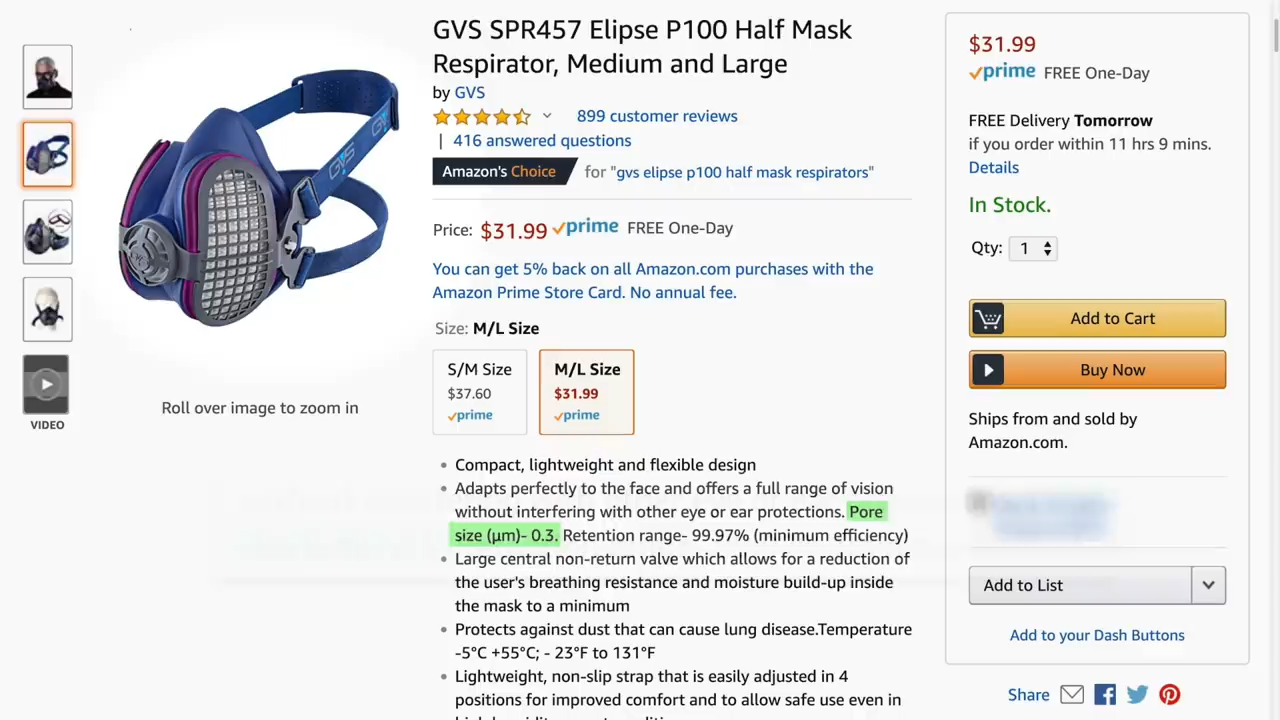 GVS SPR457 Elipse P100 Half Mask
Respirator, Medium and Large
by GVS
899 customer reviews
| 416 answered questions
Amazon's Choice for "gvs elipse p100 half mask respirators"
Price: $31.99 prime FREE One-Day
You can get 5% back on all Amazon.com purchases with the
Amazon Prime Store Card. No annual fee.
Size: M/L Size
S/M Size
$37.60
prime
M/L Size
$31.99
prime
Compact, lightweight and flexible design
Adapts perfectly to the face and offers a full range of vision
without interfering with other eye or ear protections. Pore
size (µm)- 0.3. Retention range- 99.97% (minimum efficiency)
Large central non-return valve which allows for a reduction of
the user's breathing resistance and moisture build-up inside
the mask to a minimum
Protects against dust that can cause lung disease.Temperature
-5°C +55°C; - 23°F to 131°F
Lightweight, non-slip strap that is easily adjusted in 4
positions for improved comfort and to allow safe use even in
GVS
GVS
Roll over image to zoom in
VIDEO
$31.99
prime FREE One-Day
FREE Delivery Tomorrow
if you order within 11 hrs 9 mins.
Details
In Stock.
Qty: 1
Add to Cart
Buy Now
Ships from and sold by
Amazon.com.
Add to List
Add to your Dash Buttons
Share